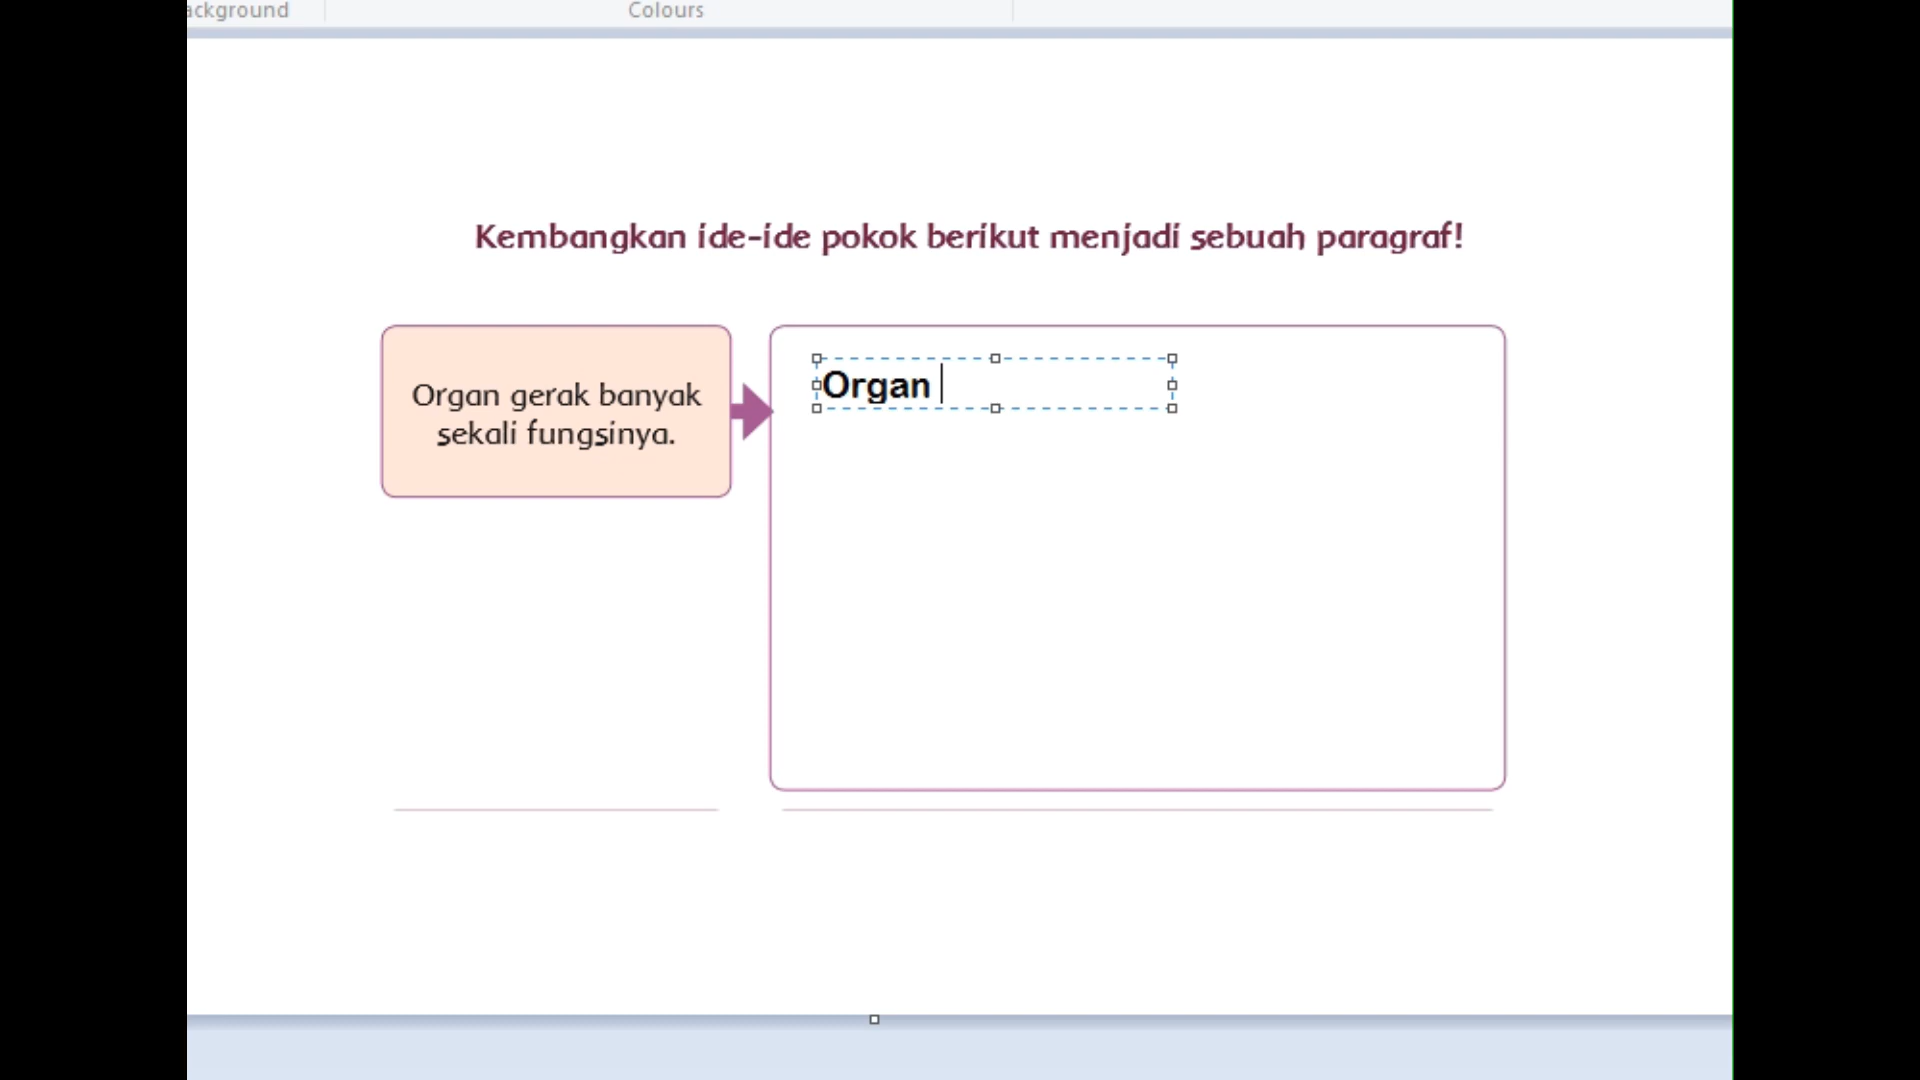 ackground
Colours
Kembangkan ide-ide pokok berikut menjadi sebuah paragraf!
Organ gerak banyak
sekali fungsinya.
Organ